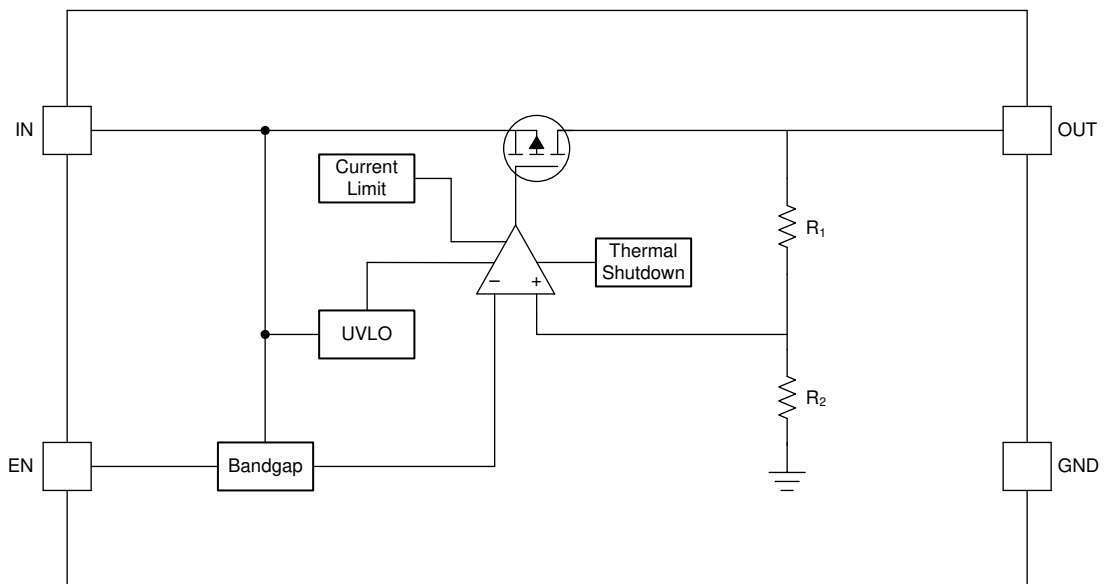 IN
OUT
Current
Limit
R1
Thermal
Shutdown
− +
UVLO
R2
EN
Bandgap
GND